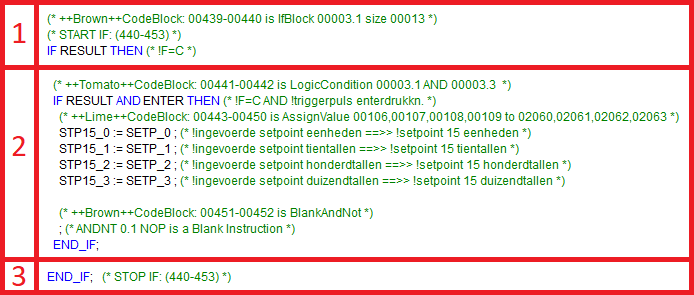 1
(* ++Brown++CodeBlock: 00439-00440 is IfBlock 00003.1 size 00013 *)
(* START IF: (440-453) *)
IF RESULT THEN (* !F=C *)
2
(* ++Tomato++CodeBlock: 00441-00442 is LogicCondition 00003.1 AND 00003.3 *)
IF RESULT AND ENTER THEN (* !F=C AND !triggerpuls enterdrukkn. *)
(* ++Lime++CodeBlock: 00443-00450 is AssignValue 00106,00107,00108,00109 to 02060,02061,02062,02063 *)
STP15_0 := SETP_0 ; (* !ingevoerde setpoint eenheden ==>> !setpoint 15 eenheden *)
STP15_1 := SETP_1 ; (* !ingevoerde setpoint tientallen ==>> !setpoint 15 tientallen *)
STP15_2 := SETP_2 ; (* !ingevoerde setpoint honderdtallen ==>> !setpoint 15 honderdtallen *)
STP15_3 := SETP_3 ; (* !ingevoerde setpoint duizendtallen ==>> !setpoint 15 duizendtallen *)
(* ++Brown++CodeBlock: 00451-00452 is BlankAndNot *)
; (* ANDNT 0.1 NOP is a Blank Instruction *)
END_IF;
3
END_IF; (* STOP IF: (440-453) *)